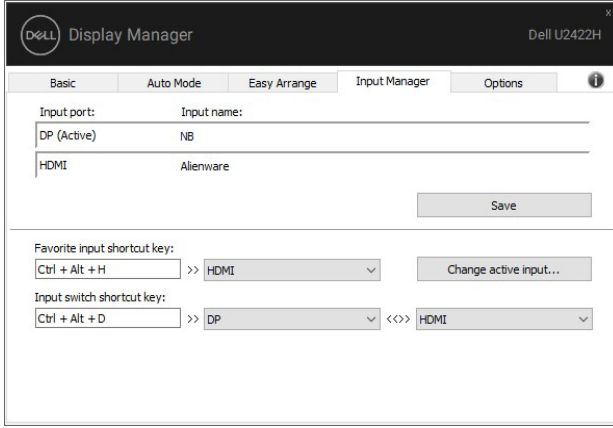 DELL Display Manager Dell U2422H
x
Basic Auto Mode Easy Arrange Input Manager Options i
Input port: Input name:
DP (Active) NB
HDMI Alienware
Save
Favorite input shortcut key:
Ctrl + Alt + H >> HDMI Change active input...
Input switch shortcut key:
Ctrl + Alt + D >> DP <<>> HDMI